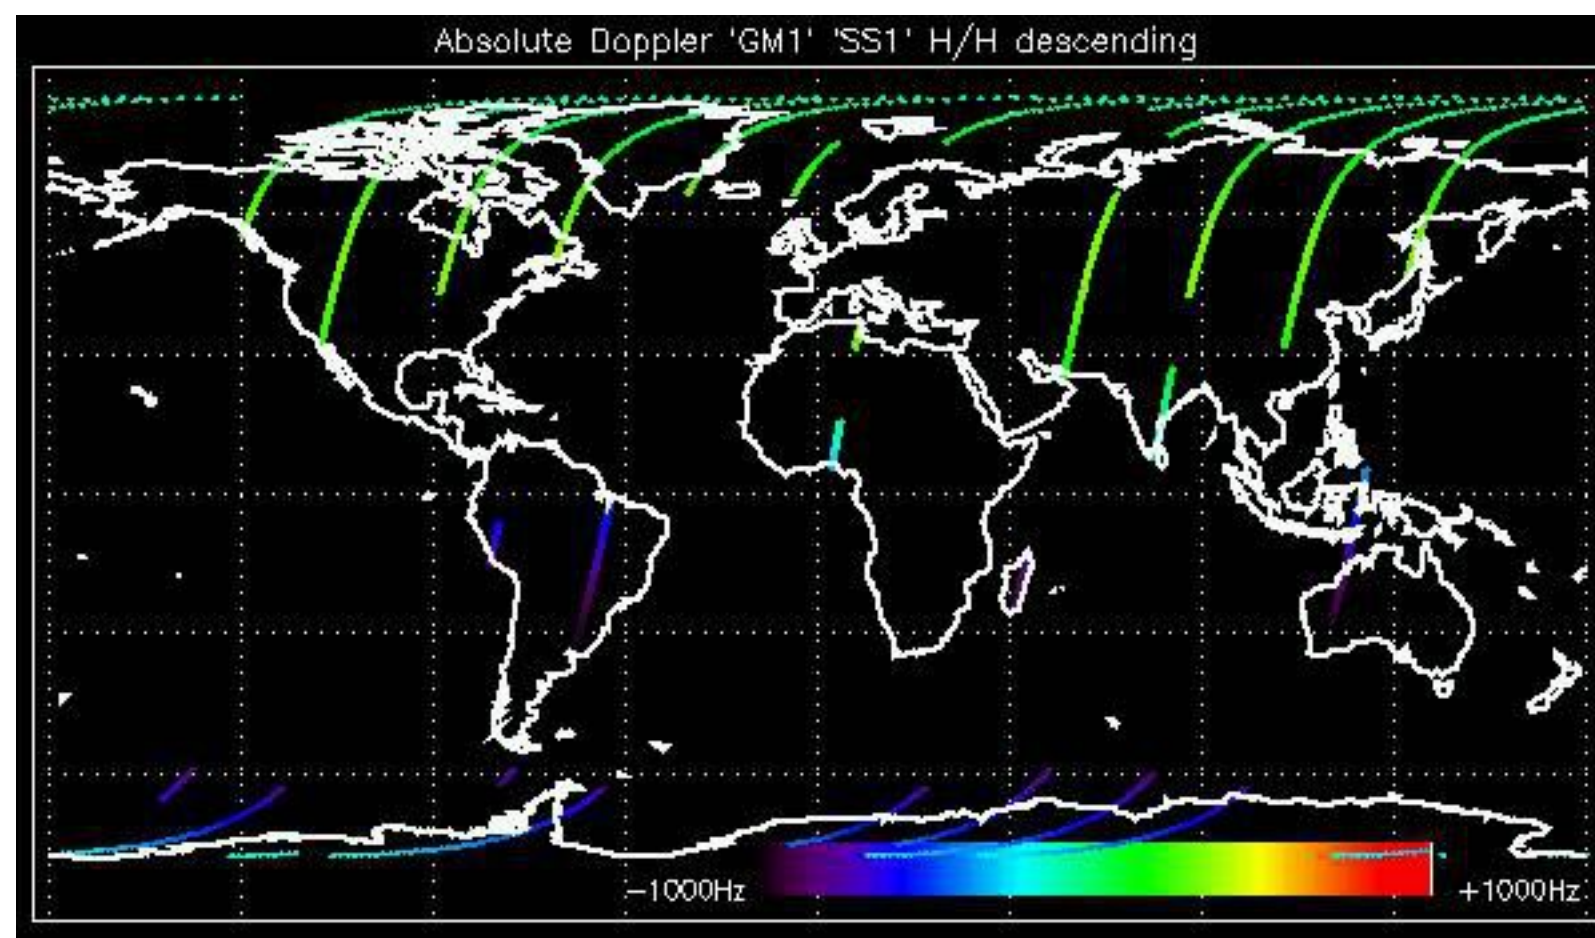 Absolute Doppler 'GM1' 'SS1' H/H descending
-1000Hz +1000Hz